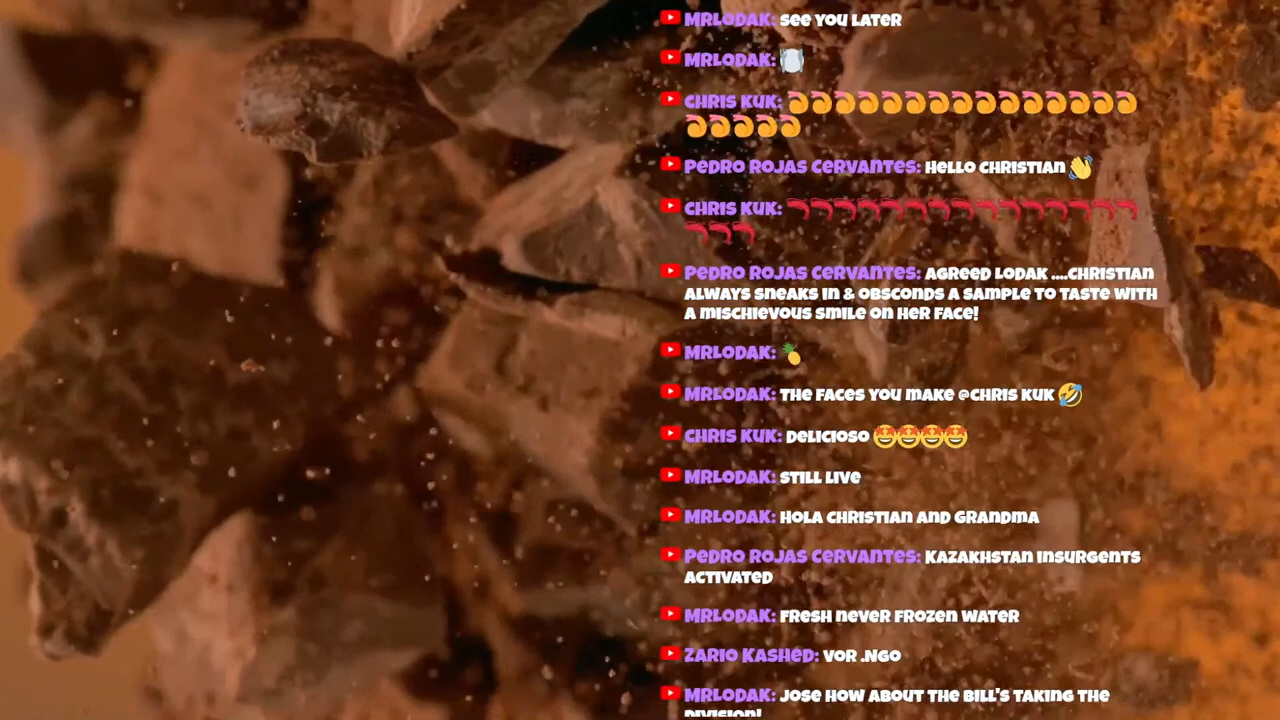 MRLODAK: SEE YOU LATER
MRLODAK: 🍽️
CHRIS KUK: 🍤🍤🍤🍤🍤🍤🍤🍤🍤🍤🍤🍤🍤🍤🍤
🍤🍤🍤🍤🍤
PEDRO ROJAS CERVANTES: HELLO CHRISTIAN 👋
CHRIS KUK: 🦐🦐🦐🦐🦐🦐🦐🦐🦐🦐🦐🦐🦐🦐🦐
🦐🦐🦐
PEDRO ROJAS CERVANTES: AGREED LODAK ....CHRISTIAN
ALWAYS SNEAKS IN & OBSCONDS A SAMPLE TO TASTE WITH
A MISCHIEVOUS SMILE ON HER FACE!
MRLODAK: 🍍
MRLODAK: THE FACES YOU MAKE @CHRIS KUK 🤣
CHRIS KUK: DELICIOSO 🤩🤩🤩🤩
MRLODAK: STILL LIVE
MRLODAK: HOLA CHRISTIAN AND GRANDMA
PEDRO ROJAS CERVANTES: KAZAKHSTAN INSURGENTS
ACTIVATED
MRLODAK: FRESH NEVER FROZEN WATER
ZARIO KASHED: VOR .NGO
MRLODAK: JOSE HOW ABOUT THE BILL'S TAKING THE
DIVISION!